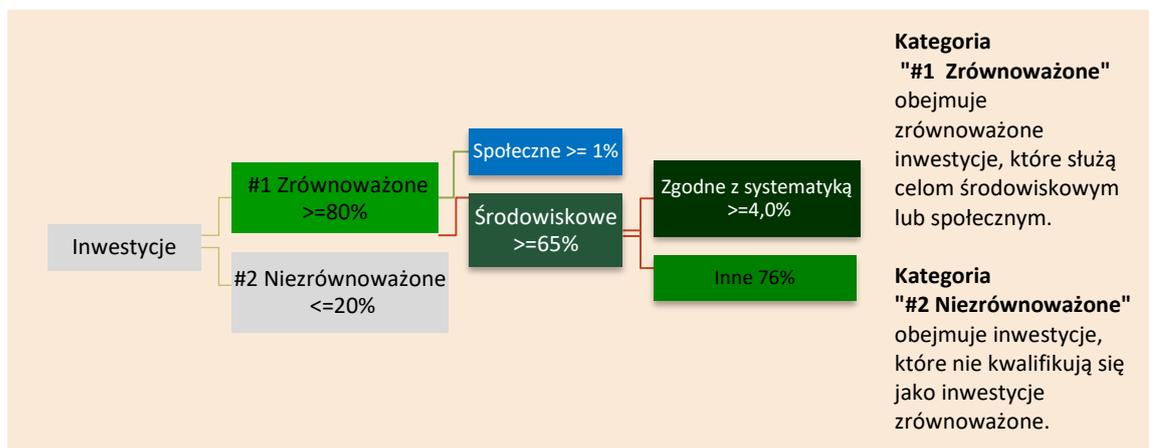 Inwestycje
#1 Zrównoważone
>=80%
#2 Niezrównoważone
<=20%
Społeczne >= 1%
Środowiskowe
>=65%
Zgodne z systematyką
>=4,0%
Inne 76%
Kategoria
"#1 Zrównoważone"
obejmuje
zrównoważone
inwestycje, które służą
celom środowiskowym
lub społecznym.
Kategoria
"#2 Niezrównoważone"
obejmuje inwestycje,
które nie kwalifikują się
jako inwestycje
zrównoważone.